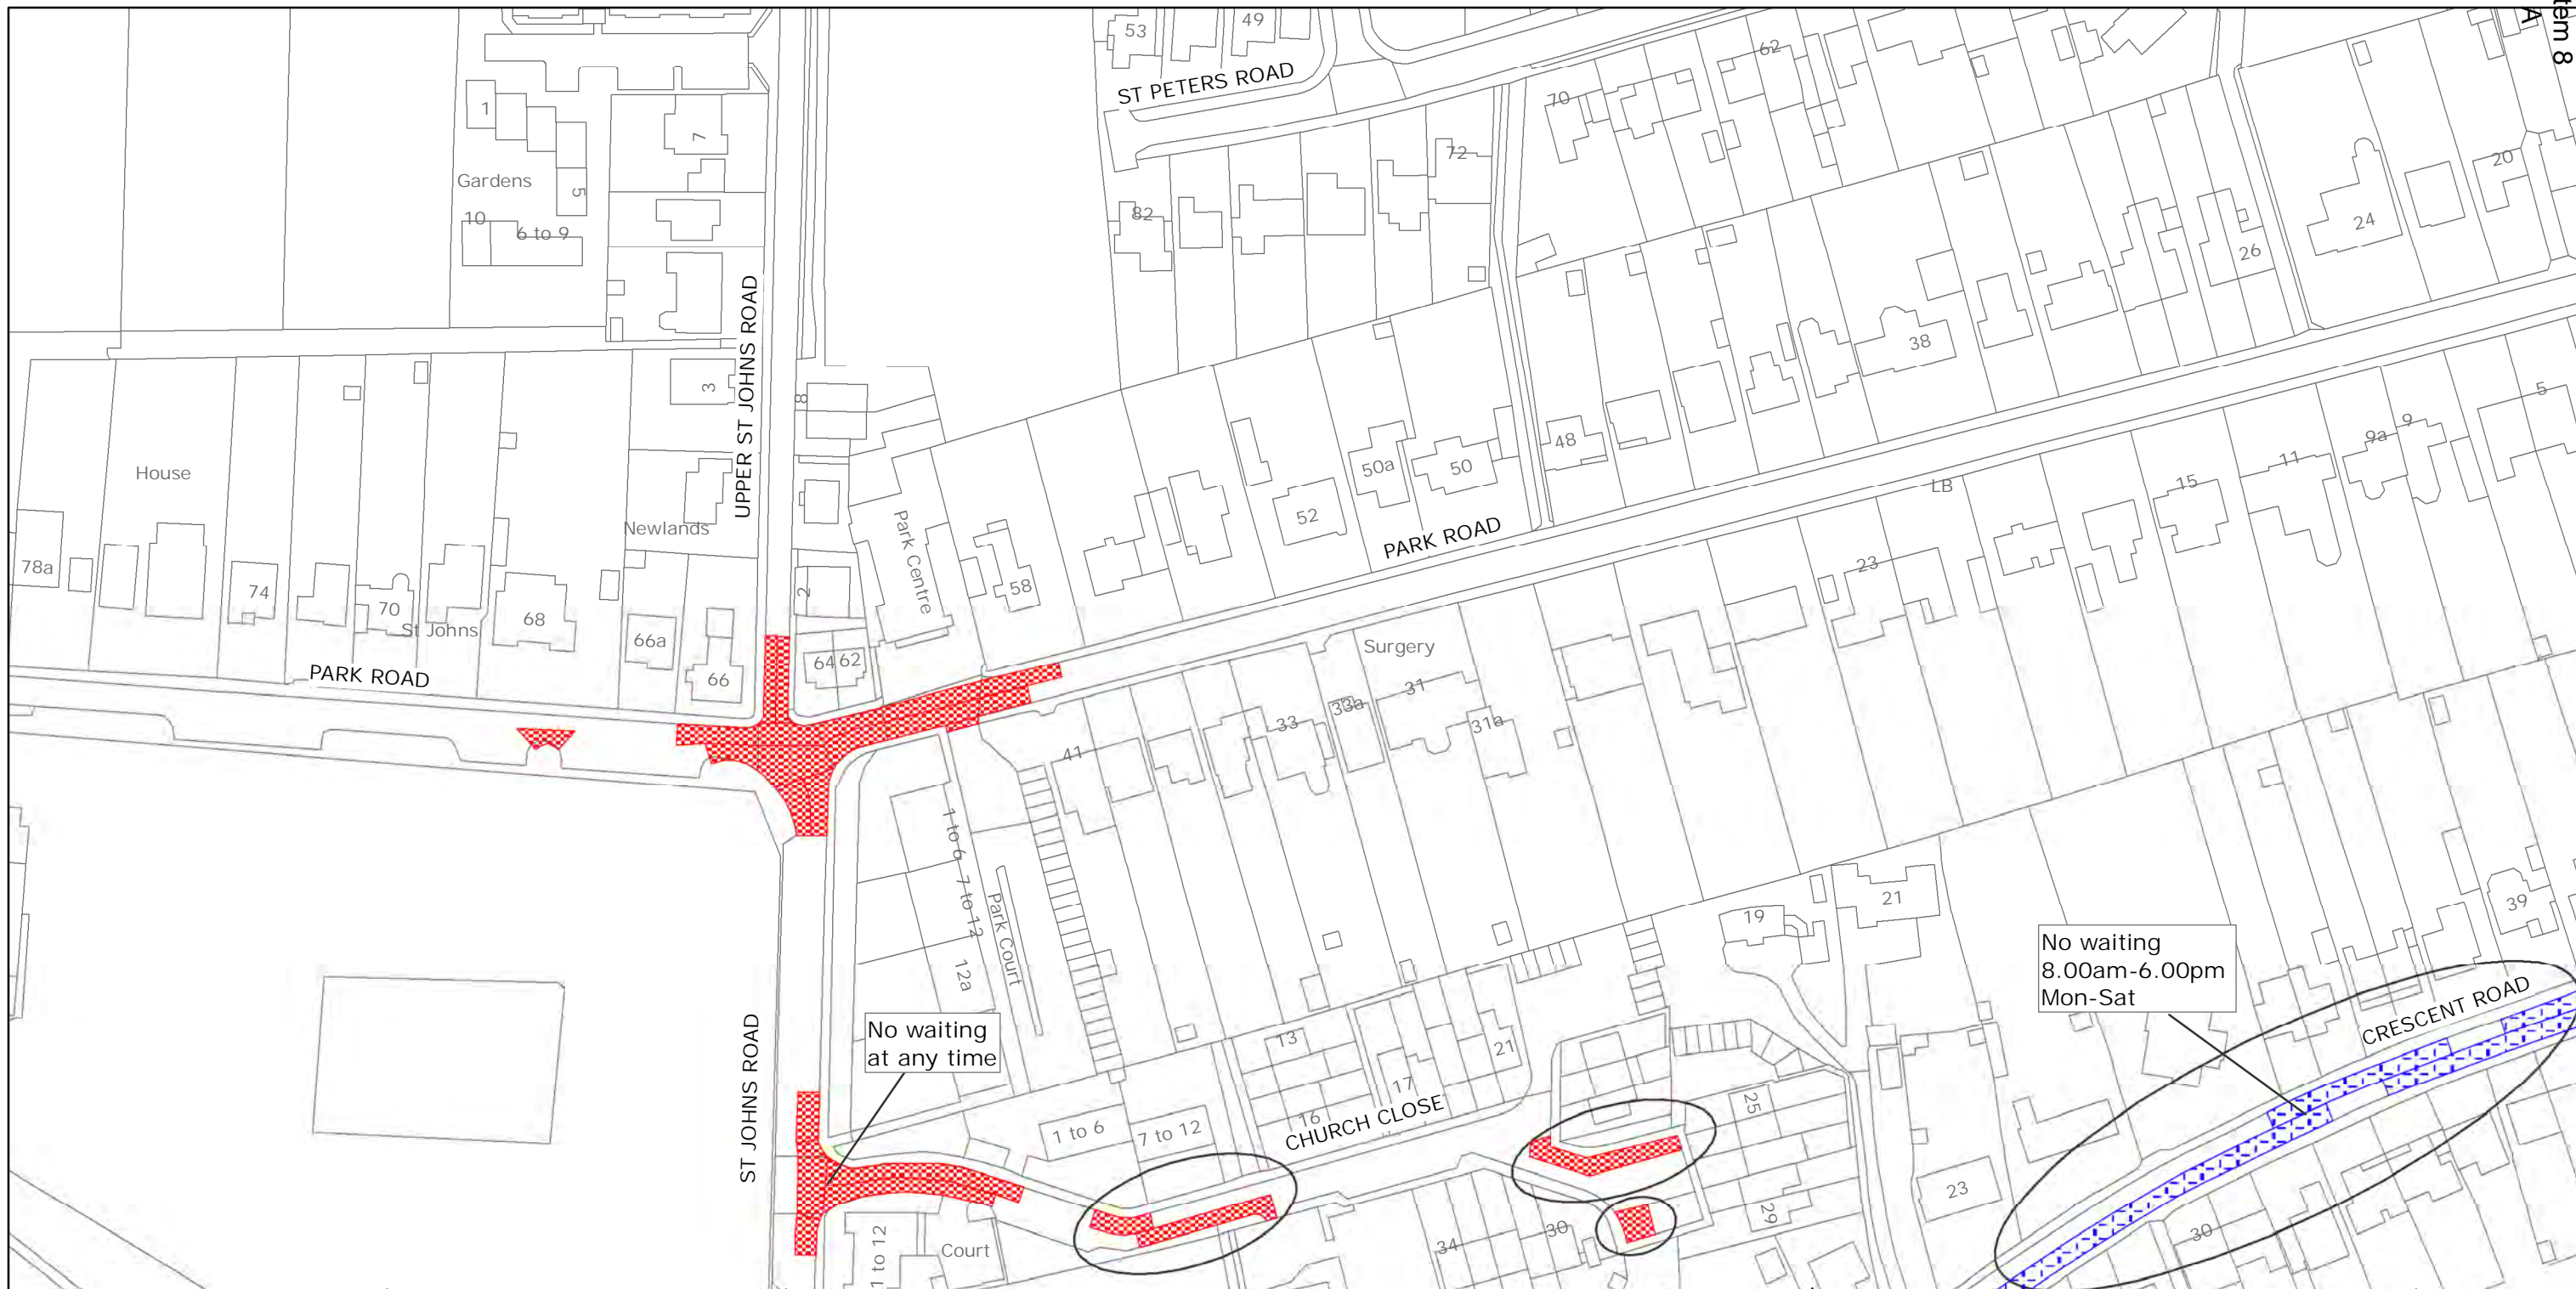 tem 8
A
53
49
62
ST PETERS ROAD
1
7
70
72
20
Gardens
5
10
6 to 9
82
24
26
UPPER ST JOHNS ROAD
3
8
38
5
9
9a
11
15
LB
48
50
50a
52
House
Newlands
Park Centre
PARK ROAD
78a
74
70
St Johns
68
66a
66
2
64
62
58
23
PARK ROAD
Surgery
31
31a
33a
33
41
1 to 6
7 to 12
Park Court
12a
19
21
39
No waiting
8.00am-6.00pm
Mon-Sat
CRESCENT ROAD
ST JOHNS ROAD
No waiting
at any time
13
16
17
21
CHURCH CLOSE
1 to 6
7 to 12
25
29
23
30
1 to 12
Court
34
30